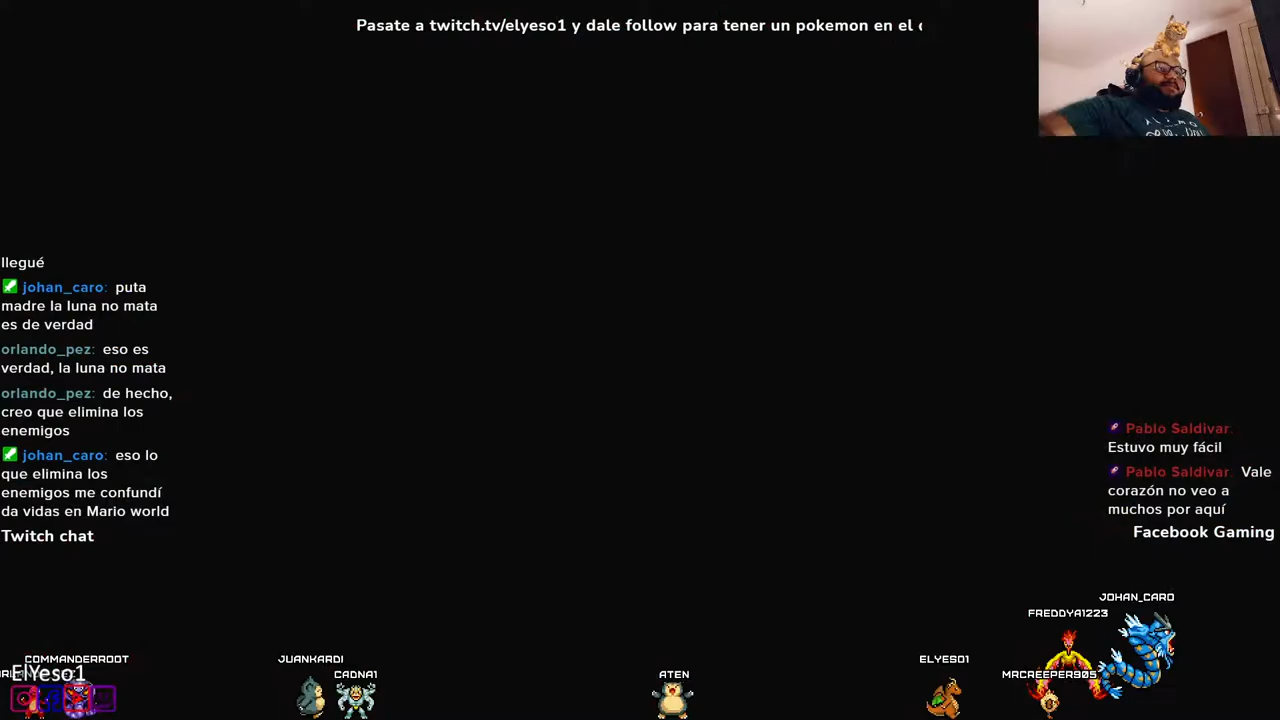 Pasate a twitch.tv/elyeso1 y dale follow para tener un pokemon en el
llegué
johan_caro: puta
madre la luna no mata
es de verdad
orlando_pez: eso es
verdad, la luna no mata
orlando_pez: de hecho,
creo que elimina los
enemigos
johan_caro: eso lo
que elimina los
enemigos me confundí
da vidas en Mario world
Twitch chat
Pablo Saldivar:
Estuvo muy fácil
Pablo Saldivar: Vale
corazón no veo a
muchos por aquí
Facebook Gaming
JOHAN_CARO
FREDDYA1223
COMMANDERROOT
JUANKARDI
ELYESO1
ElYeso1
CADNA1
ATEN
MRCREEPER905